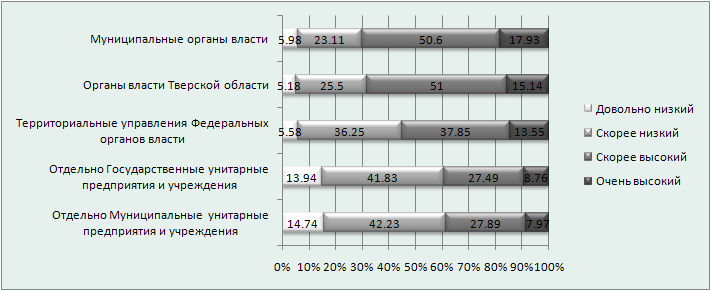 Муниципальные органы власти
5.98 23.11 50.6 17.93
Органы власти Тверской области
5.18 25.5 51 15.14
Территориальные управления Федеральных
органов власти
5.58 36.25 37.85 13.55
Отдельно Государственные унитарные
предприятия и учреждения
13.94 41.83 27.49 8.76
Отдельно Муниципальные унитарные
предприятия и учреждения
14.74 42.23 27.89 7.97
0% 10% 20% 30% 40% 50% 60% 70% 80% 90% 100%
Довольно низкий
Скорее низкий
Скорее высокий
Очень высокий